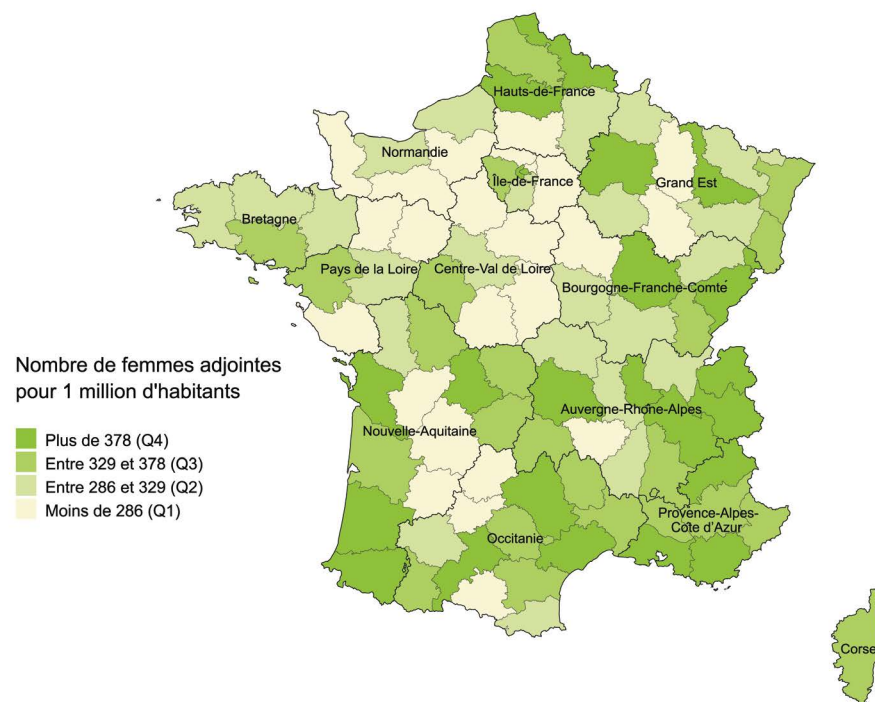 Hauts-de-France
Normandie
Île-de-France
Grand Est
Bretagne
Pays de la Loire
Centre-Val de Loire
Bourgogne-Franche-Comté
Nombre de femmes adjointes
pour 1 million d'habitants
Plus de 378 (Q4)
Entre 329 et 378 (Q3)
Entre 286 et 329 (Q2)
Moins de 286 (Q1)
Auvergne-Rhône-Alpes
Nouvelle-Aquitaine
Provence-Alpes-
Côte d'Azur
Occitanie
Corse